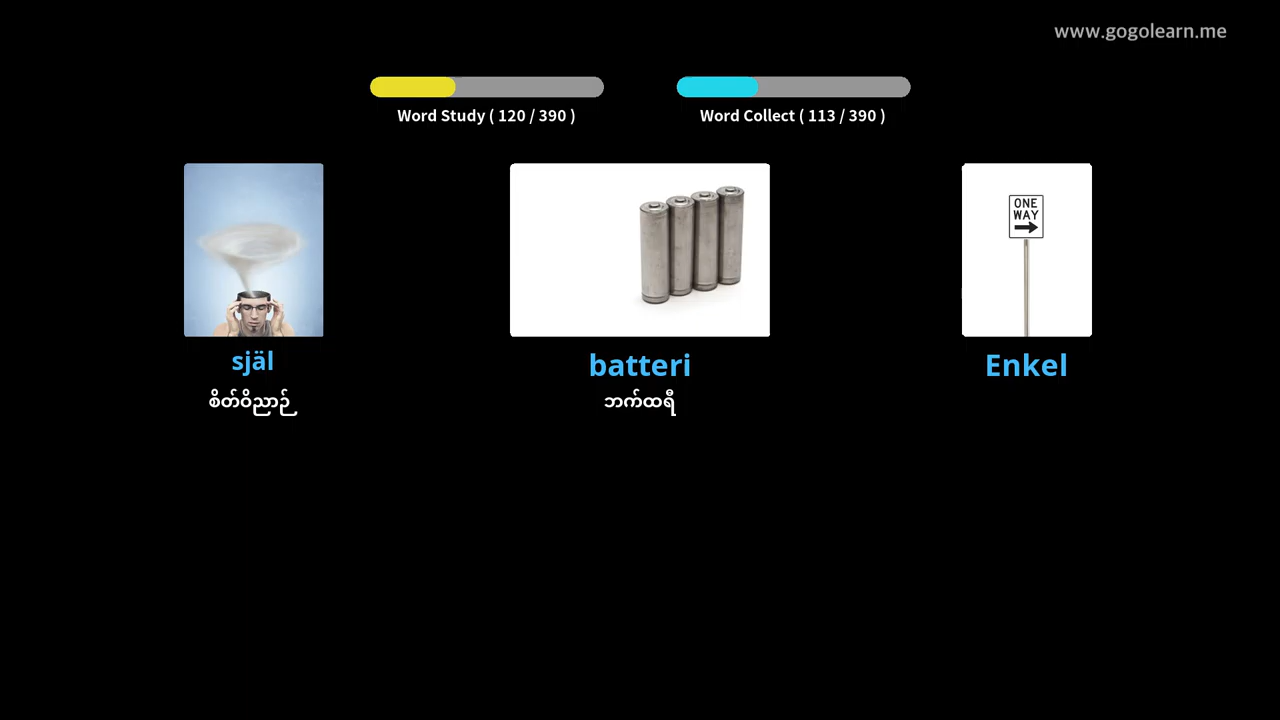 www.gogolearn.me
Word Study ( 120 / 390 )
Word Collect ( 113 / 390 )
ONE
WAY
själ
batteri
Enkel
စိတ်ဝိညာဉ်
ဘက်ထရီ